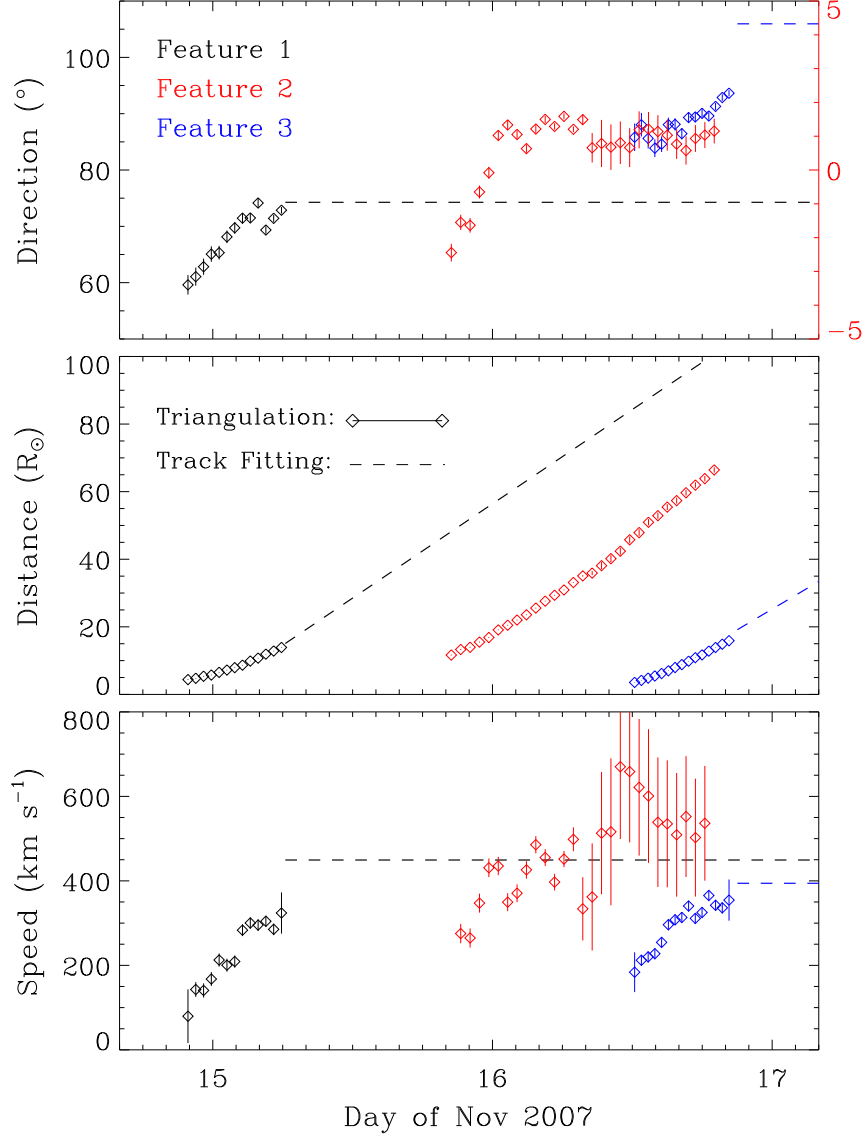 Feature 1
Feature 2
Feature 3
Direction (°)
100
80
60
5
0
−5
Triangulation:
Track Fitting:
Distance (R⊙)
100
80
60
40
20
0
Speed (km s⁻¹)
800
600
400
200
0
15
16
17
Day of Nov 2007